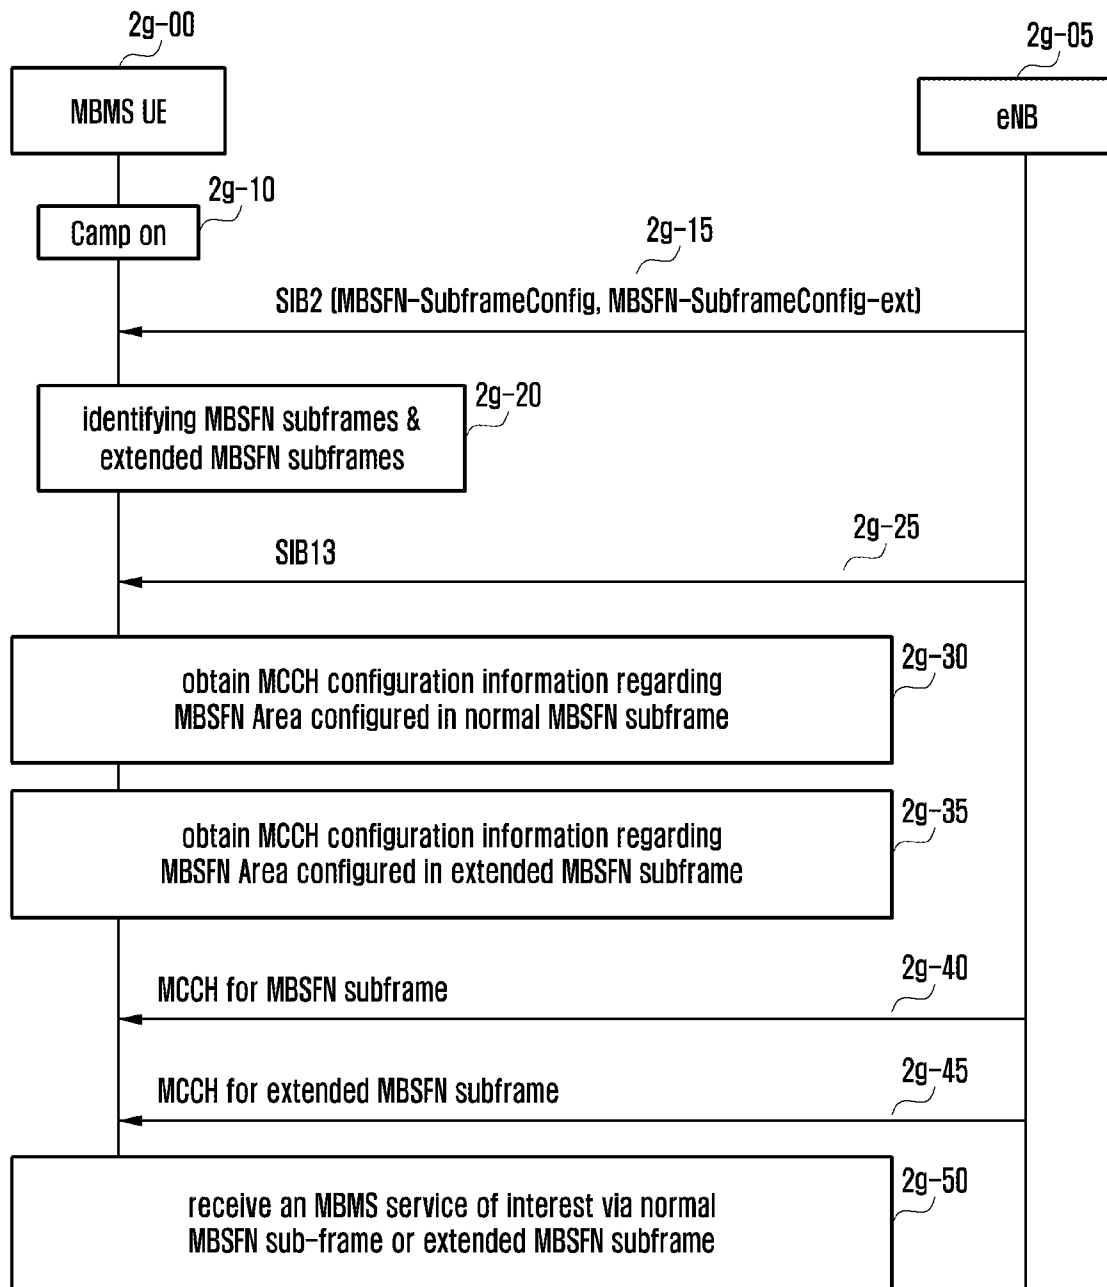 2g-00
2g-05
MBMS UE
eNB
2g-10
Camp on
2g-15
SIB2 (MBSFN-SubframeConfig, MBSFN-SubframeConfig-ext)
2g-20
identifying MBSFN subframes &
extended MBSFN subframes
2g-25
SIB13
2g-30
obtain MCCH configuration information regarding
MBSFN Area configured in normal MBSFN subframe
2g-35
obtain MCCH configuration information regarding
MBSFN Area configured in extended MBSFN subframe
2g-40
MCCH for MBSFN subframe
2g-45
MCCH for extended MBSFN subframe
2g-50
receive an MBMS service of interest via normal
MBSFN sub-frame or extended MBSFN subframe